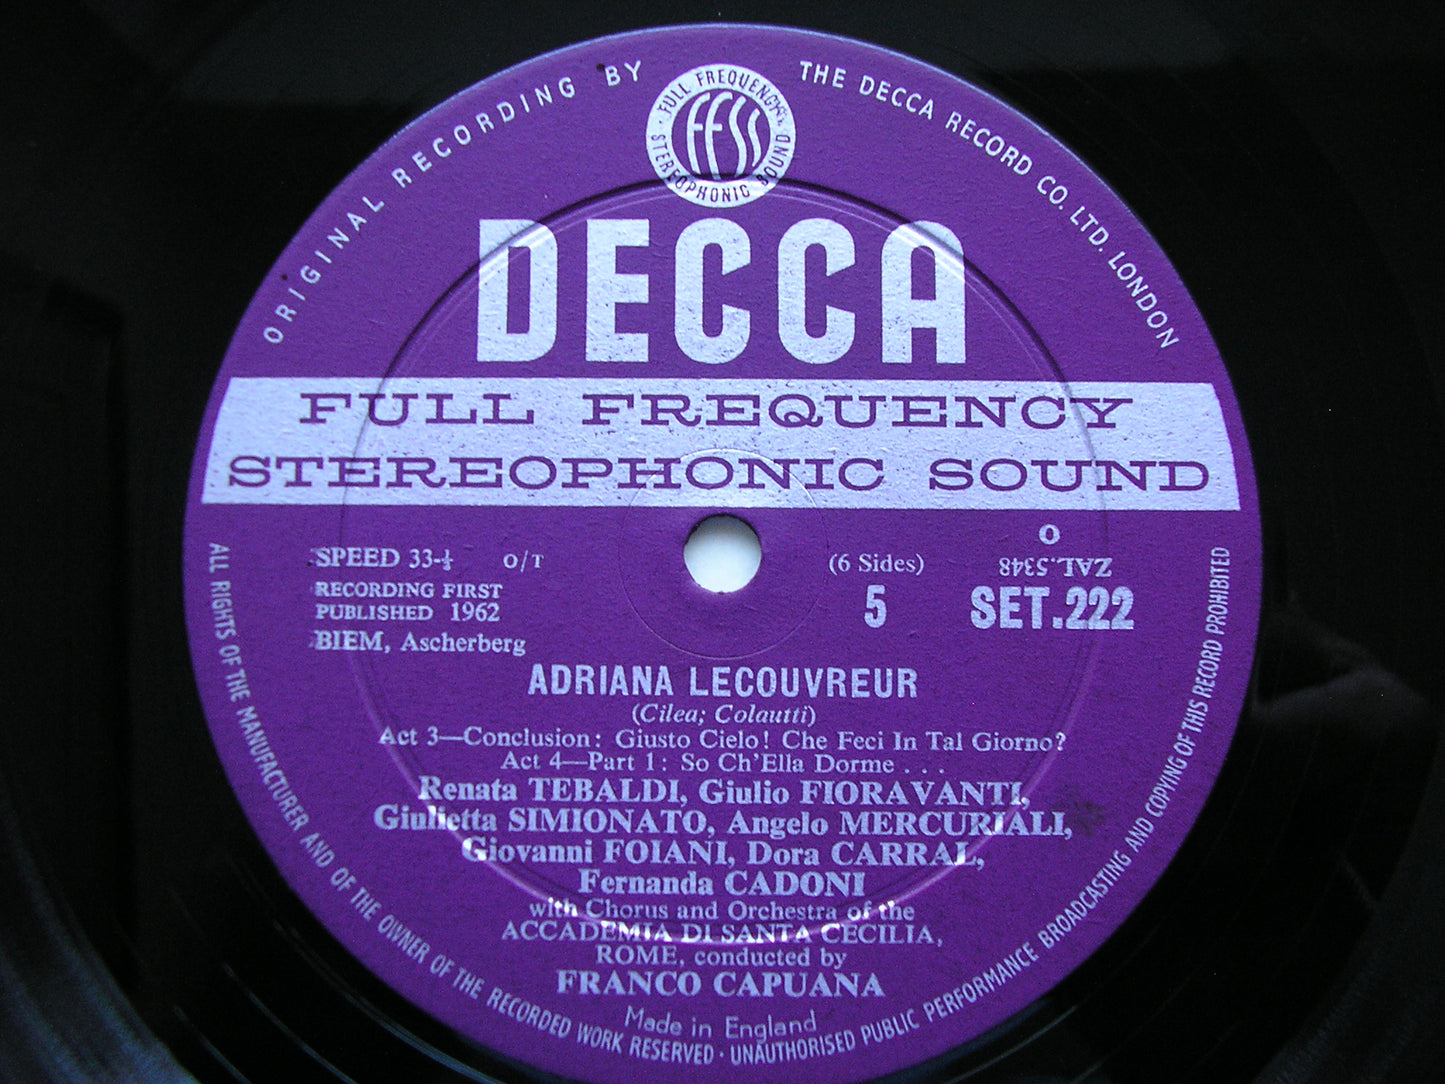 ORIGINAL RECORDING BY THE DECCA RECORD CO. LTD. LONDON
FULL FREQUENCY
FFSS
STEREOPHONIC SOUND
DECCA
FULL FREQUENCY
STEREOPHONIC SOUND
SPEED 33-⅓ O/T
RECORDING FIRST
PUBLISHED 1962
BIEM, Ascherberg
(6 Sides)
5
O
ZAL.5348
SET.222
ADRIANA LECOUVREUR
(Cilea; Colautti)
Act 3—Conclusion: Giusto Cielo! Che Feci In Tal Giorno?
Act 4—Part 1: So Ch'Ella Dorme . . .
Renata TEBALDI, Giulio FIORAVANTI,
Giulietta SIMIONATO, Angelo MERCURIALI,
Giovanni FOIANI, Dora CARRAL,
Fernanda CADONI
with Chorus and Orchestra of the
ACCADEMIA DI SANTA CECILIA,
ROME, conducted by
FRANCO CAPUANA
Made in England
ALL RIGHTS OF THE MANUFACTURER AND OF THE OWNER OF THE RECORDED WORK RESERVED · UNAUTHORISED PUBLIC PERFORMANCE BROADCASTING AND COPYING OF THIS RECORD PROHIBITED